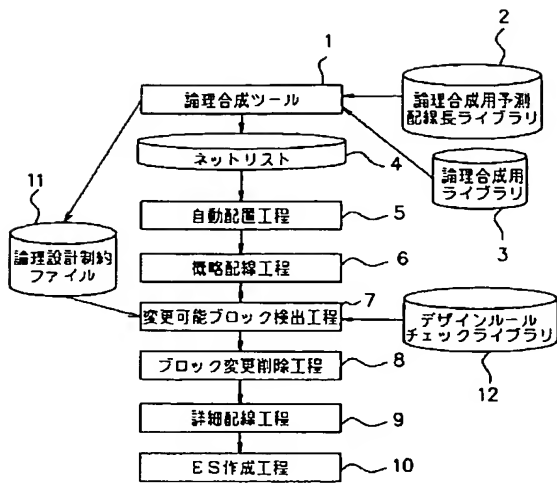 1
2
論理合成ツール
論理合成用予測
配線長ライブラリ
ネットリスト
4
論理合成用
ライブラリ
3
11
自動配置工程
5
論理設計制約
ファイル
概略配線工程
6
7
変更可能ブロック検出工程
デザインルール
チェックライブラリ
12
ブロック変更削除工程
8
詳細配線工程
9
ES作成工程
10